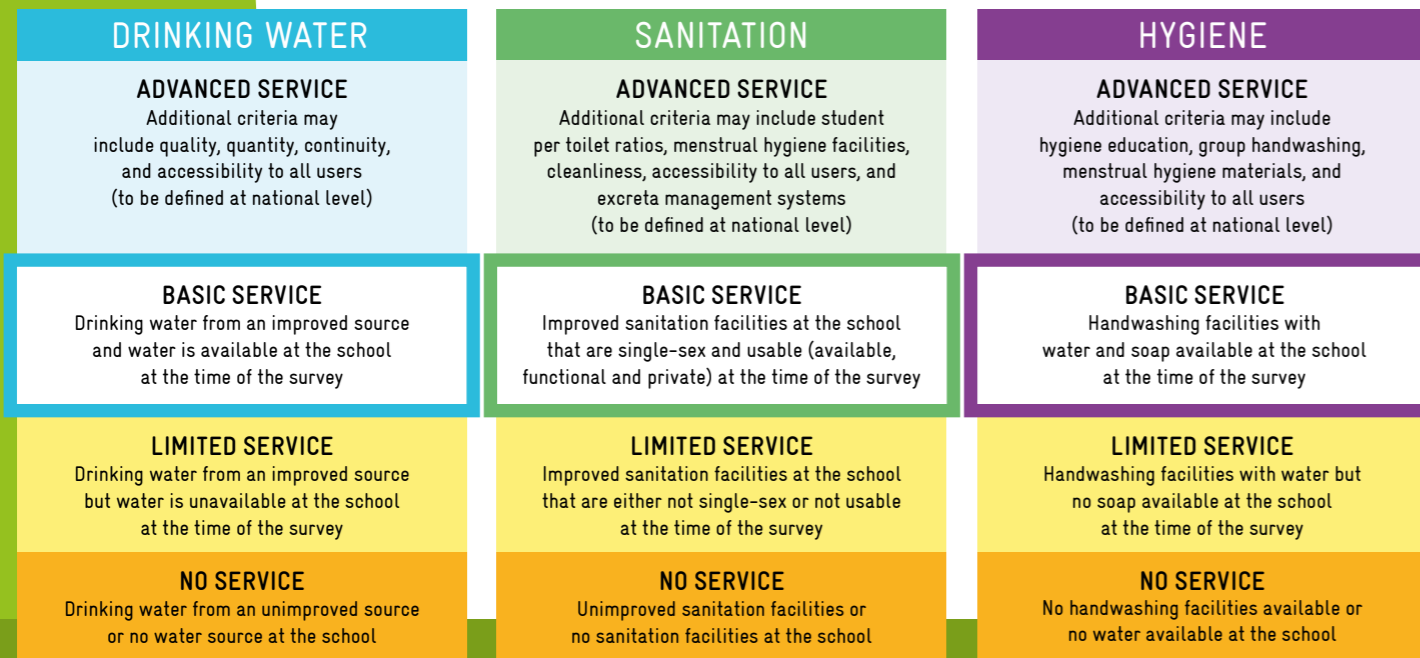 DRINKING WATER
ADVANCED SERVICE
Additional criteria may
include quality, quantity, continuity,
and accessibility to all users
(to be defined at national level)
BASIC SERVICE
Drinking water from an improved source
and water is available at the school
at the time of the survey
LIMITED SERVICE
Drinking water from an improved source
but water is unavailable at the school
at the time of the survey
NO SERVICE
Drinking water from an unimproved source
or no water source at the school
SANITATION
ADVANCED SERVICE
Additional criteria may include student
per toilet ratios, menstrual hygiene facilities,
cleanliness, accessibility to all users, and
excreta management systems
(to be defined at national level)
BASIC SERVICE
Improved sanitation facilities at the school
that are single-sex and usable (available,
functional and private) at the time of the survey
LIMITED SERVICE
Improved sanitation facilities at the school
that are either not single-sex or not usable
at the time of the survey
NO SERVICE
Unimproved sanitation facilities or
no sanitation facilities at the school
HYGIENE
ADVANCED SERVICE
Additional criteria may include
hygiene education, group handwashing,
menstrual hygiene materials, and
accessibility to all users
(to be defined at national level)
BASIC SERVICE
Handwashing facilities with
water and soap available at the school
at the time of the survey
LIMITED SERVICE
Handwashing facilities with water but
no soap available at the school
at the time of the survey
NO SERVICE
No handwashing facilities available or
no water available at the school